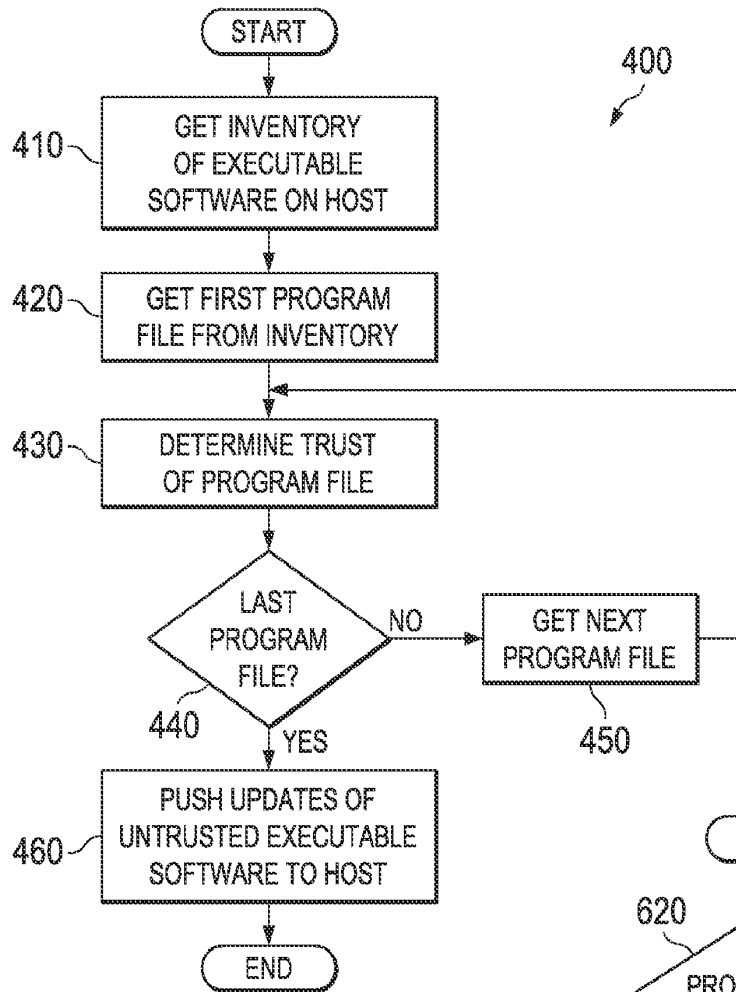 START
400
410
GET INVENTORY
OF EXECUTABLE
SOFTWARE ON HOST
420
GET FIRST PROGRAM
FILE FROM INVENTORY
430
DETERMINE TRUST
OF PROGRAM FILE
LAST
PROGRAM
FILE?
440
NO
GET NEXT
PROGRAM FILE
450
YES
460
PUSH UPDATES OF
UNTRUSTED EXECUTABLE
SOFTWARE TO HOST
END
620
PRO